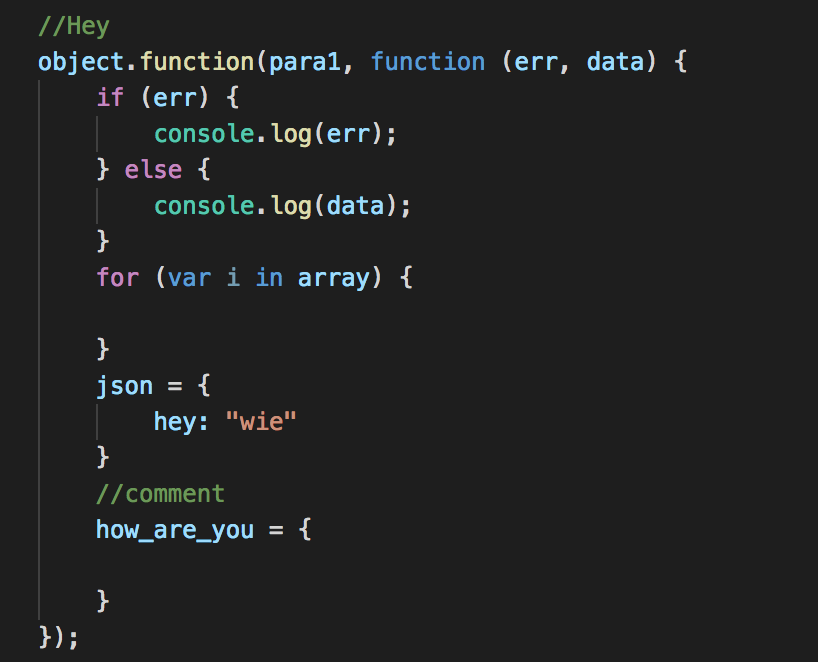 //Hey
object.function(para1, function (err, data) {
    if (err) {
        console.log(err);
    } else {
        console.log(data);
    }
    for (var i in array) {

    }
    json = {
        hey: "wie"
    }
    //comment
    how_are_you = {

    }
});